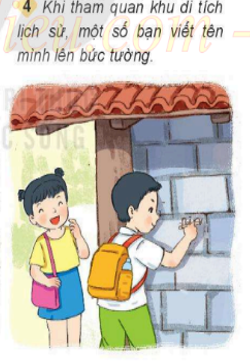 4 Khi tham quan khu di tích
lịch sử, một số bạn viết tên
mình lên bức tường.